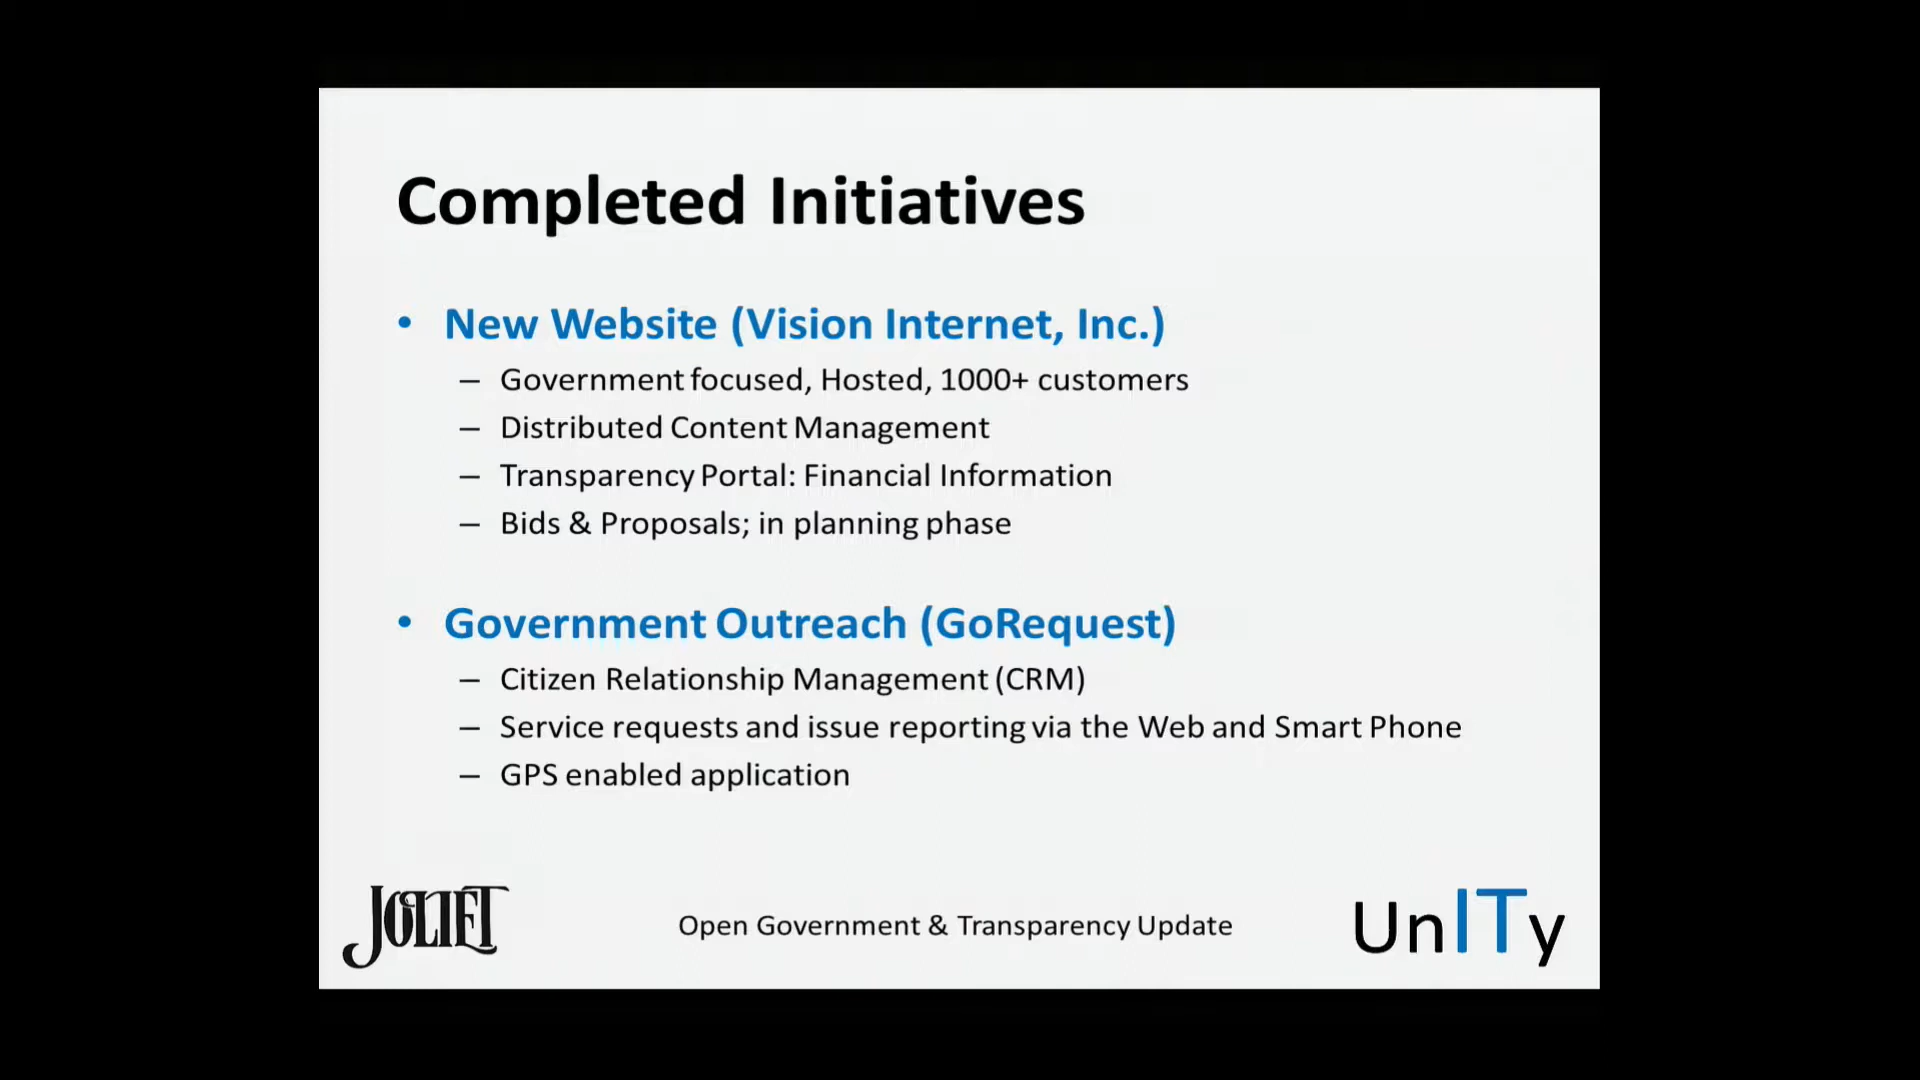 Completed Initiatives
• New Website (Vision Internet, Inc.)
– Government focused, Hosted, 1000+ customers
– Distributed Content Management
– Transparency Portal: Financial Information
– Bids & Proposals; in planning phase
• Government Outreach (GoRequest)
– Citizen Relationship Management (CRM)
– Service requests and issue reporting via the Web and Smart Phone
– GPS enabled application
JOLIET
Open Government & Transparency Update
UnITy